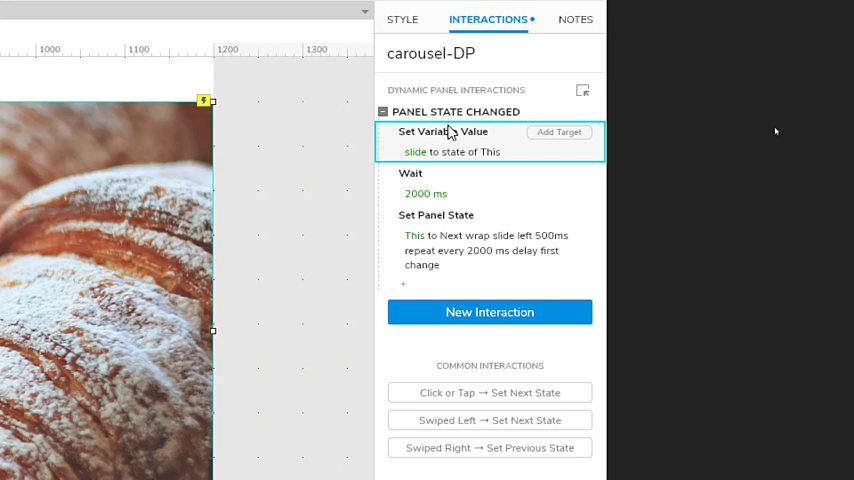 STYLE INTERACTIONS NOTES
1000 1100 1200 1300
carousel-DP
DYNAMIC PANEL INTERACTIONS
PANEL STATE CHANGED
Set Variable Value Add Target
slide to state of This
Wait
2000 ms
Set Panel State
This to Next wrap slide left 500ms
repeat every 2000 ms delay first
change
+
New Interaction
COMMON INTERACTIONS
Click or Tap → Set Next State
Swiped Left → Set Next State
Swiped Right → Set Previous State